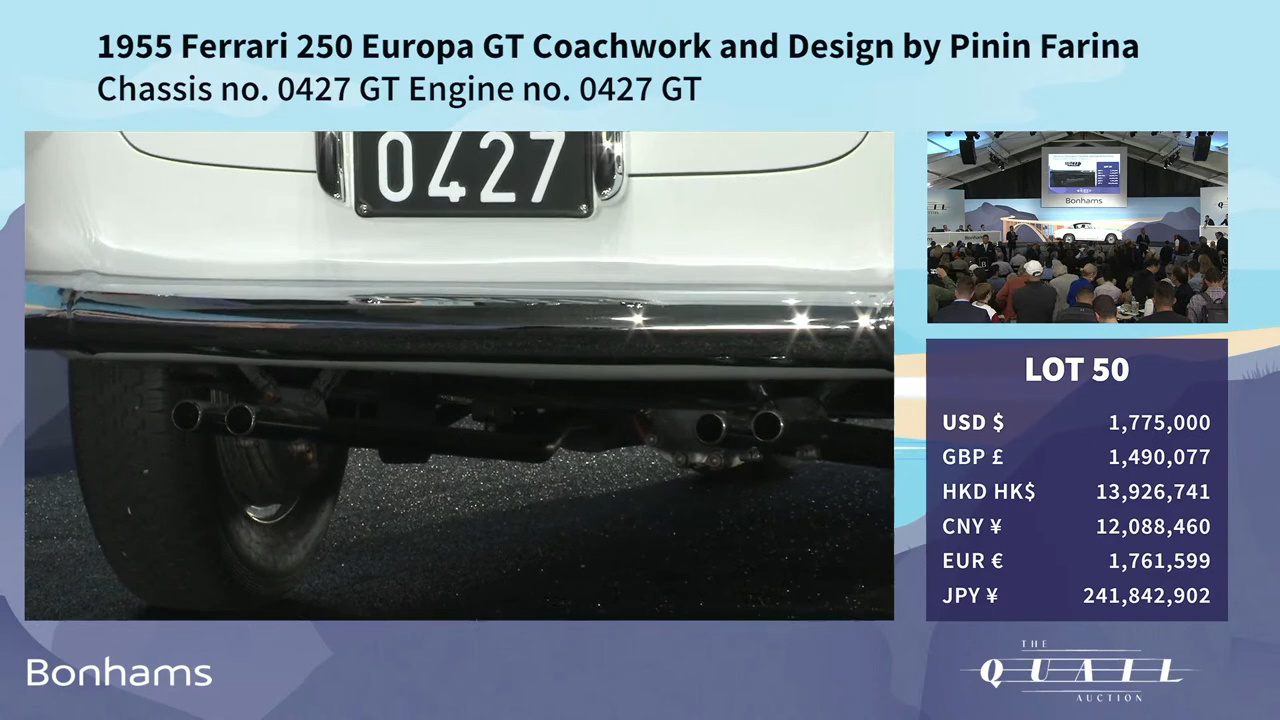 1955 Ferrari 250 Europa GT Coachwork and Design by Pinin Farina
Chassis no. 0427 GT Engine no. 0427 GT
0427
Bonhams
LOT 50
USD $ 1,775,000
GBP £ 1,490,077
HKD HK$ 13,926,741
CNY ¥ 12,088,460
EUR € 1,761,599
JPY ¥ 241,842,902
Bonhams
THE
QUAIL
AUCTION